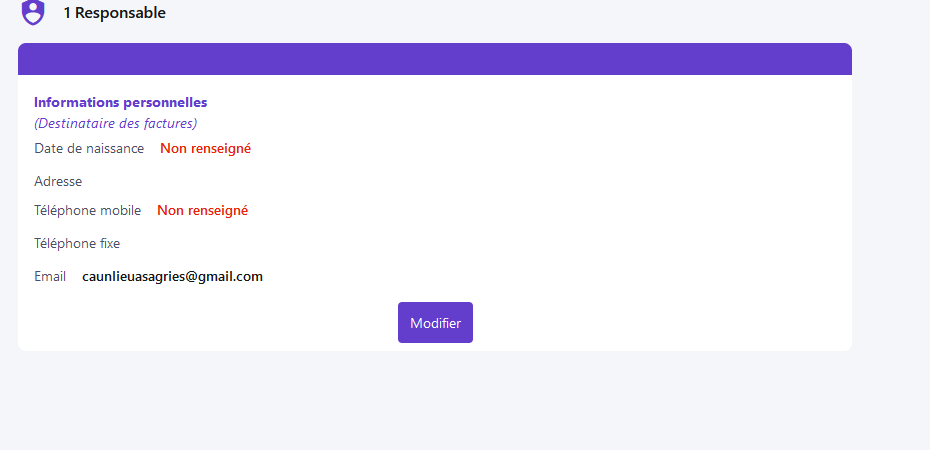 1 Responsable
Informations personnelles
(Destinataire des factures)
Date de naissance Non renseigné
Adresse
Téléphone mobile Non renseigné
Téléphone fixe
Email caunlieuasagries@gmail.com
Modifier